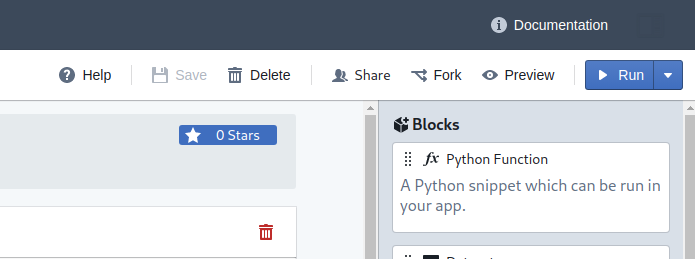 Documentation
Help Save Delete Share Fork Preview Run
0 Stars
Blocks
fx Python Function
A Python snippet which can be run in
your app.